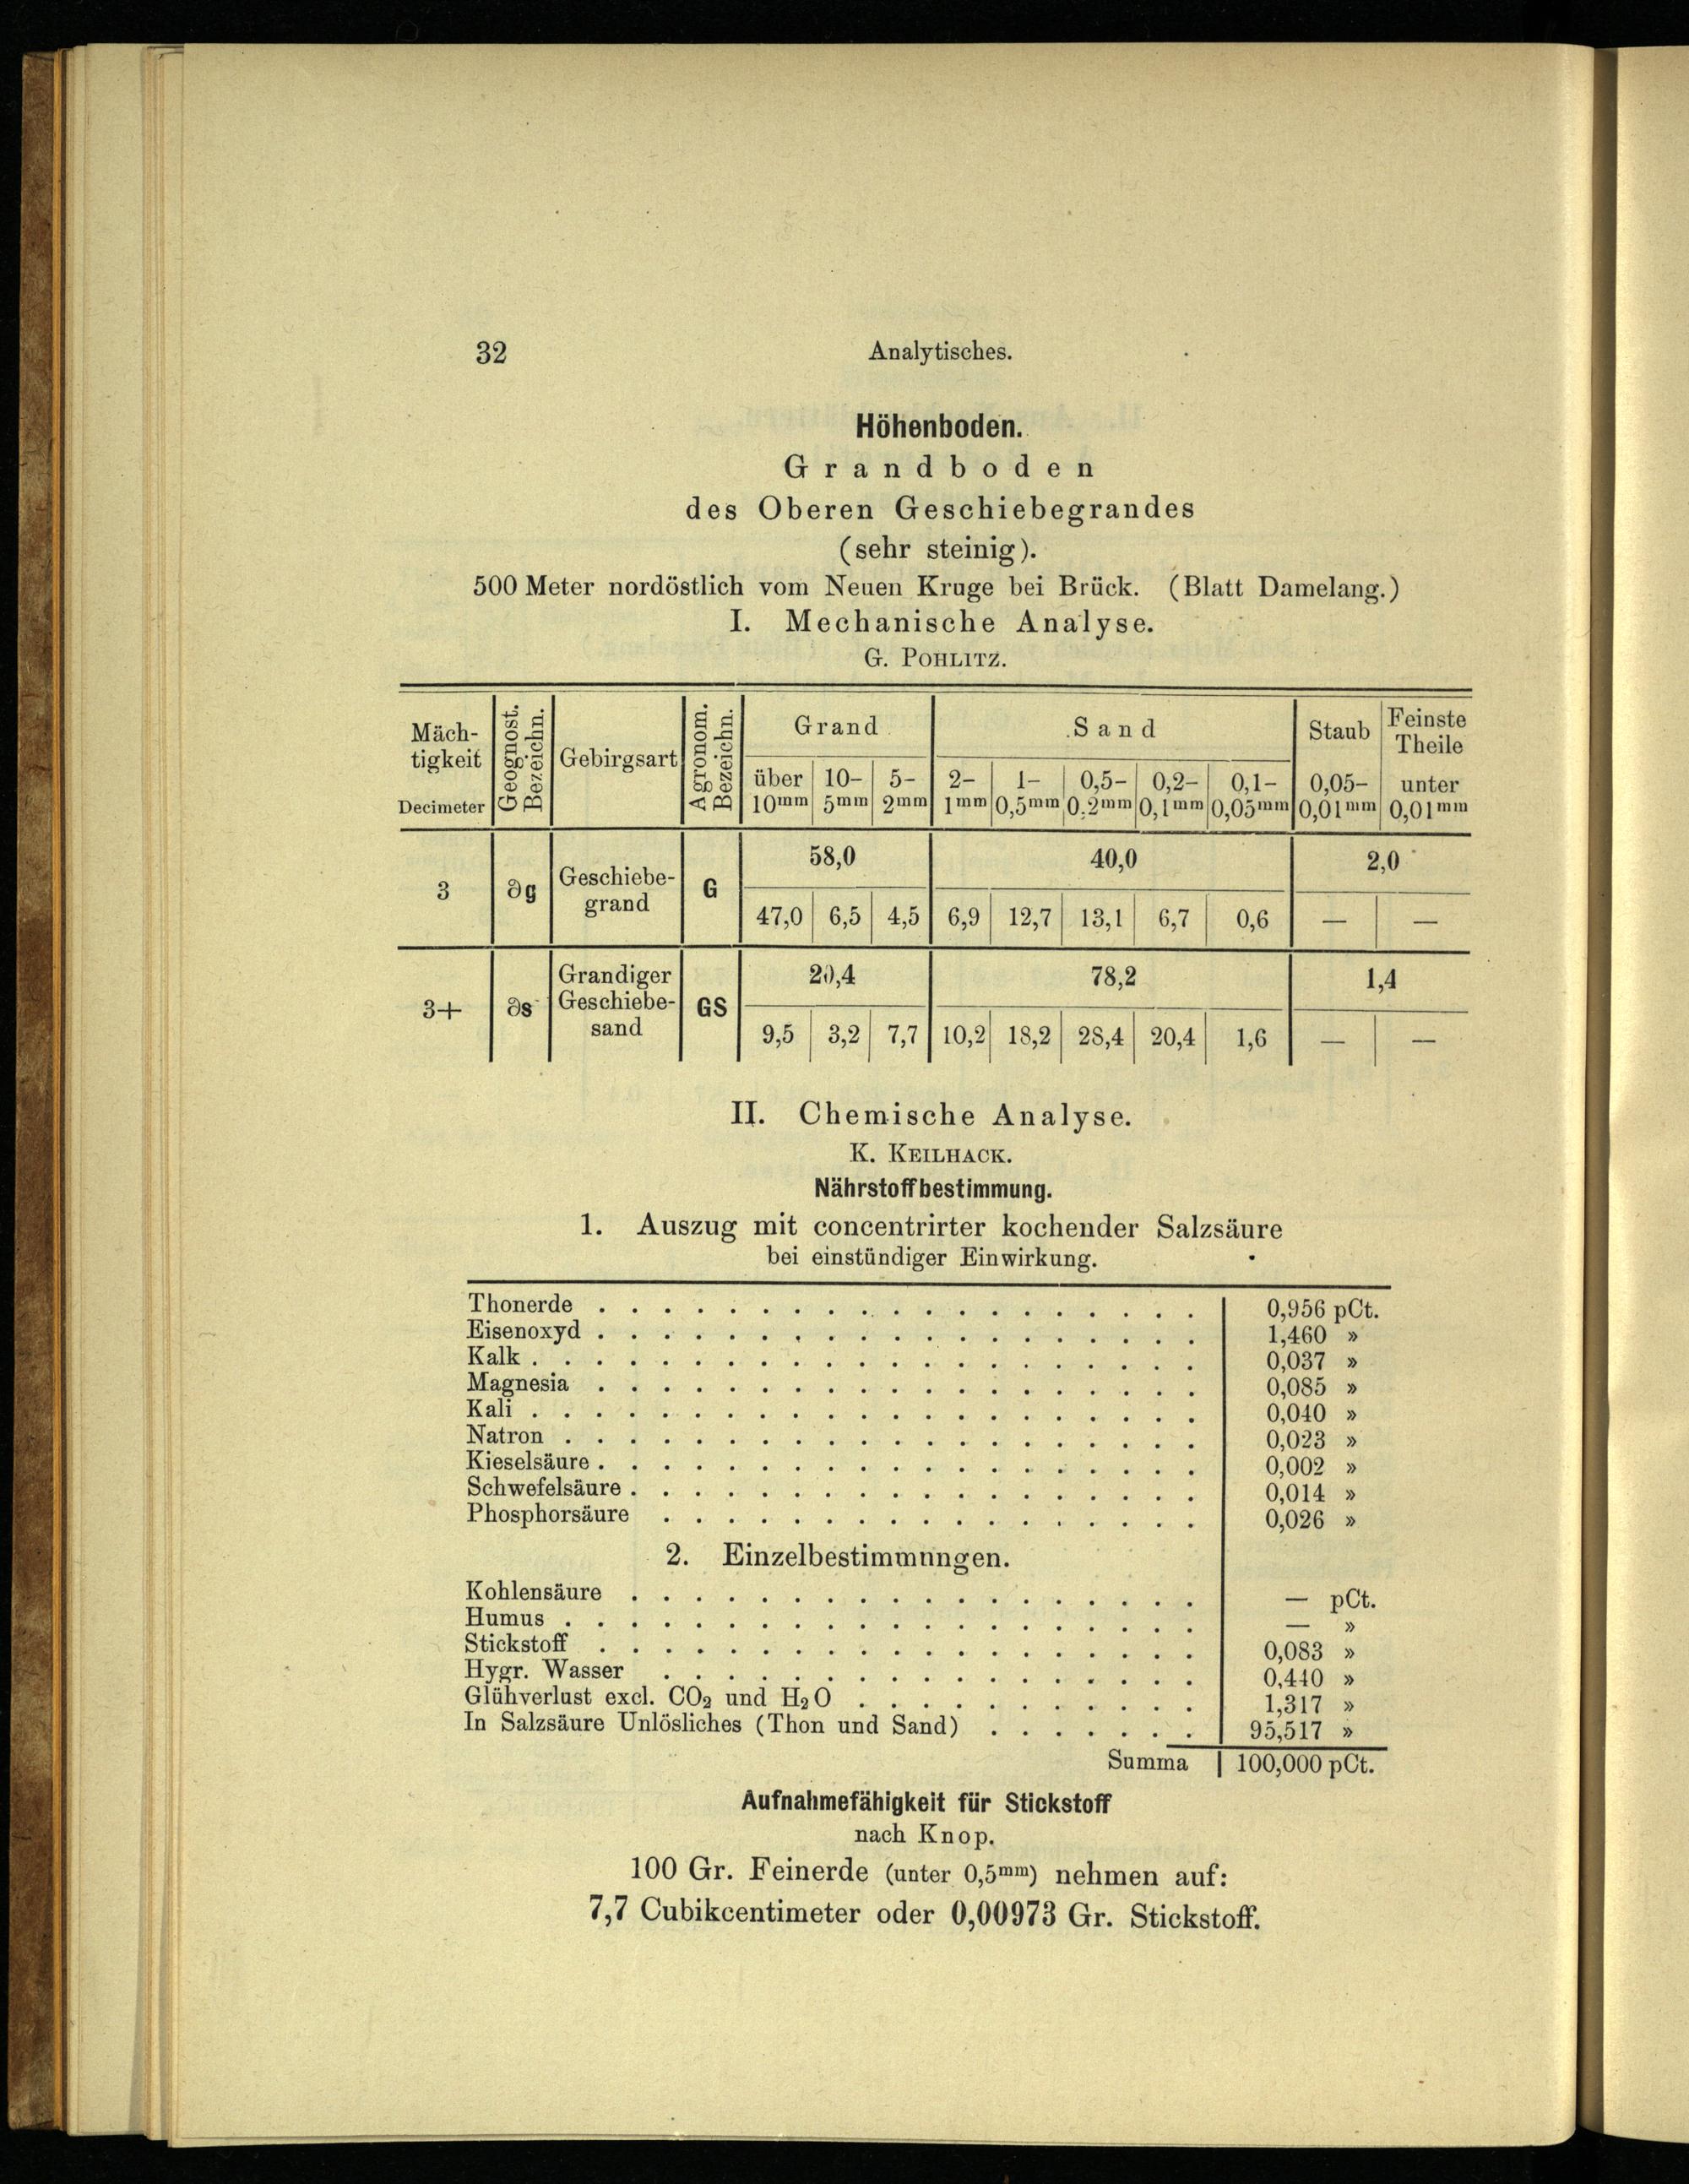 32 Analytisches.
Höhenboden.
Grandboden
des Oberen Geschiebegrandes
(sehr steinig).
500 Meter nordöstlich vom Neuen Kruge bei Brück. (Blatt Damelang.)
I. Mechanische Analyse.
G. POHLITZ.
Mäch-
tigkeit
Decimeter
Geognost.
Bezeichn.
Gebirgsart
Agronom.
Bezeichn.
Grand
über 10mm
10-5mm
5-2mm
Sand
2-1mm
1-0,5mm
0,5-0,2mm
0,2-0,1mm
0,1-0,05mm
Staub
0,05-0,01mm
Feinste
Theile
unter
0,01mm
58,0 40,0 2,0
3 ∂g Geschiebe-
grand
G
47,0 6,5 4,5 6,9 12,7 13,1 6,7 0,6 — —
20,4 78,2 1,4
3+ ∂s Grandiger
Geschiebe-
sand
GS
9,5 3,2 7,7 10,2 18,2 28,4 20,4 1,6 — —
II. Chemische Analyse.
K. KEILHACK.
Nährstoffbestimmung.
1. Auszug mit concentrirter kochender Salzsäure
bei einstündiger Einwirkung.
Thonerde . . . . . . . . . . . . . . . . . . . 0,956 pCt.
Eisenoxyd . . . . . . . . . . . . . . . . . . . 1,460 »
Kalk . . . . . . . . . . . . . . . . . . . . . 0,037 »
Magnesia . . . . . . . . . . . . . . . . . . . 0,085 »
Kali . . . . . . . . . . . . . . . . . . . . . 0,040 »
Natron . . . . . . . . . . . . . . . . . . . . 0,023 »
Kieselsäure . . . . . . . . . . . . . . . . . . . 0,002 »
Schwefelsäure . . . . . . . . . . . . . . . . . . 0,014 »
Phosphorsäure . . . . . . . . . . . . . . . . . 0,026 »
2. Einzelbestimmungen.
Kohlensäure . . . . . . . . . . . . . . . . . . — pCt.
Humus . . . . . . . . . . . . . . . . . . . . — »
Stickstoff . . . . . . . . . . . . . . . . . . . 0,083 »
Hygr. Wasser . . . . . . . . . . . . . . . . . 0,440 »
Glühverlust excl. CO2 und H2O . . . . . . . . . . . 1,317 »
In Salzsäure Unlösliches (Thon und Sand) . . . . . . . 95,517 »
Summa 100,000 pCt.
Aufnahmefähigkeit für Stickstoff
nach Knop.
100 Gr. Feinerde (unter 0,5mm) nehmen auf:
7,7 Cubikcentimeter oder 0,00973 Gr. Stickstoff.